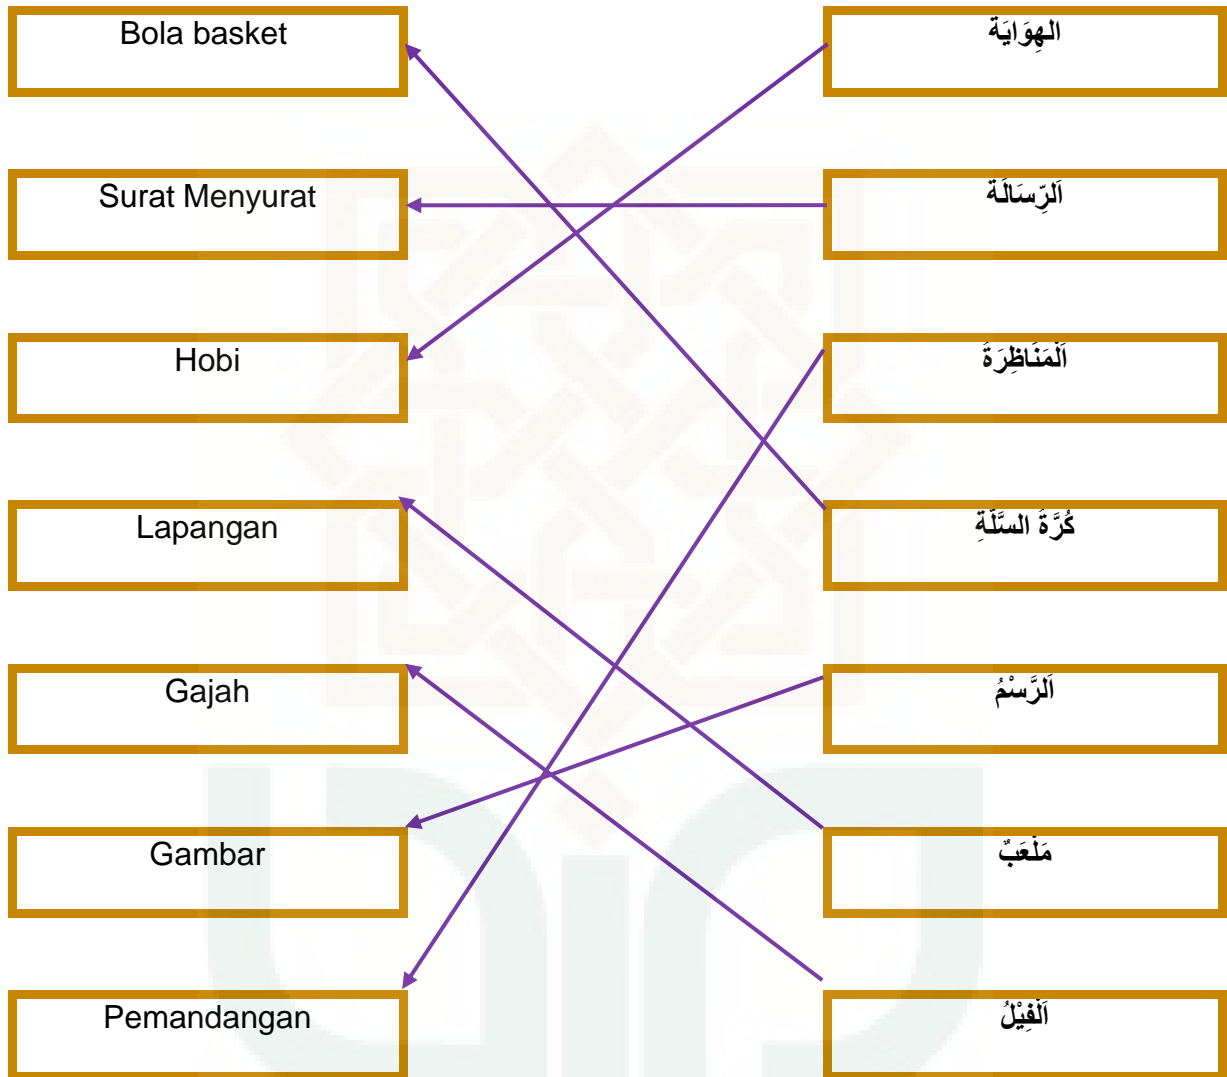 Bola basket
الهِوَايَة
Surat Menyurat
اَلرِّسَالَة
Hobi
اَلْمَنَاظِرَةُ
Lapangan
كُرَّةُ السَّلَّةِ
Gajah
اَلرَّسْمُ
Gambar
مَلْعَبٌ
Pemandangan
اَلْفِيْلُ